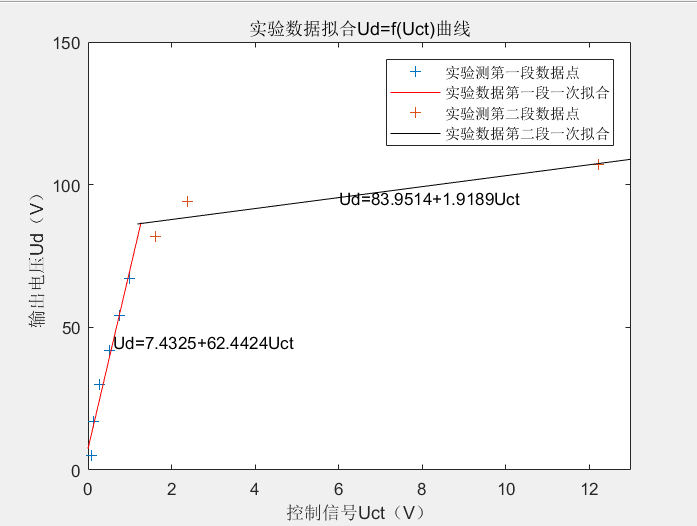 实验数据拟合Ud=f(Uct)曲线
150
实验测第一段数据点
实验数据第一段一次拟合
实验测第二段数据点
实验数据第二段一次拟合
100
Ud=83.9514+1.9189Uct
输出电压Ud（V）
50
Ud=7.4325+62.4424Uct
0
0 2 4 6 8 10 12
控制信号Uct（V）